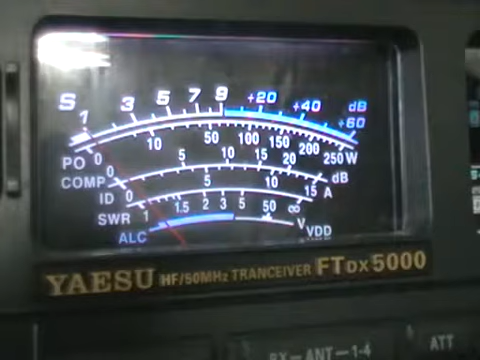 S 1 3 5 7 9 +20 +40 +60 dB
PO 0 10 50 100 150 200 250 W
COMP 0 5 10 15 20 dB
ID 0 5 10 15 A
SWR 1 1.5 2 3 5 50 ∞ V
ALC VDD
YAESU HF/50MHz TRANCEIVER FTDX5000
RX-ANT-1-4 ATT